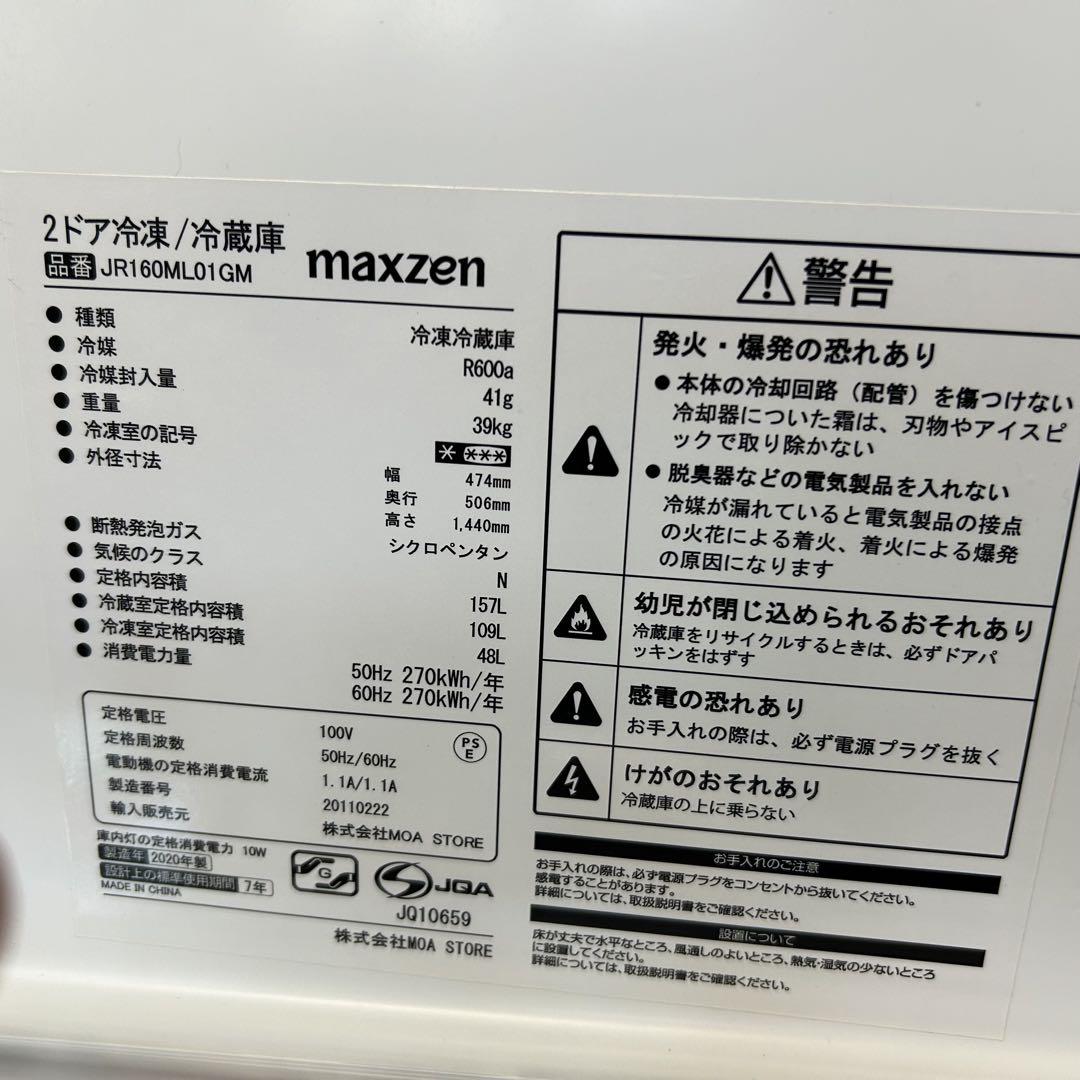 2ドア冷凍/冷蔵庫
品番 JR160ML01GM
maxzen
● 種類 冷凍冷蔵庫
● 冷媒 R600a
● 冷媒封入量 41g
● 重量 39kg
● 冷凍室の記号 * ***
● 外径寸法 幅 474mm
奥行 506mm
高さ 1,440mm
● 断熱発泡ガス シクロペンタン
● 気候のクラス N
● 定格内容積 157L
● 冷蔵室定格内容積 109L
● 冷凍室定格内容積 48L
● 消費電力量 50Hz 270kWh/年
60Hz 270kWh/年
定格電圧 100V
定格周波数 50Hz/60Hz
電動機の定格消費電流 1.1A/1.1A
製造番号 20110222
輸入販売元 株式会社MOA STORE
PS
E
庫内灯の定格消費電力 10W
製造年 2020年製
設計上の標準使用期間 7年
MADE IN CHINA
G
JQA
JQ10659
株式会社MOA STORE
警告
発火・爆発の恐れあり
● 本体の冷却回路（配管）を傷つけない
冷却器についた霜は、刃物やアイスピ
ックで取り除かない
● 脱臭器などの電気製品を入れない
冷媒が漏れていると電気製品の接点
の火花による着火、着火による爆発
の原因になります
幼児が閉じ込められるおそれあり
冷蔵庫をリサイクルするときは、必ずドアパ
ッキンをはずす
感電の恐れあり
お手入れの際は、必ず電源プラグを抜く
けがのおそれあり
冷蔵庫の上に乗らない
お手入れのご注意
お手入れの際は、必ず電源プラグをコンセントから抜いてください。
感電することがあります。
詳細については、取扱説明書をご確認ください。
設置について
床が丈夫で水平なところ、風通しのよいところ、熱気・湿気の少ないところ
に設置してください。
詳細については、取扱説明書をご確認ください。